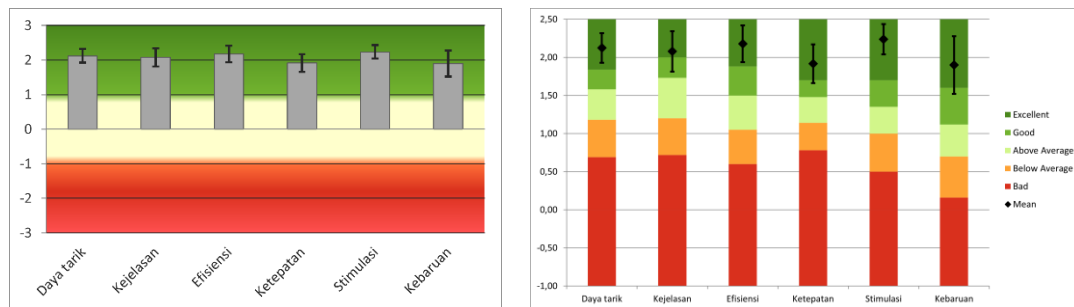 3
2
1
0
-1
-2
-3
Daya tarik
Kejelasan
Efisiensi
Ketepatan
Stimulasi
Kebaruan
2,50
2,00
1,50
1,00
0,50
0,00
-0,50
-1,00
Daya tarik Kejelasan Efisiensi Ketepatan Stimulasi Kebaruan
Excellent
Good
Above Average
Below Average
Bad
Mean